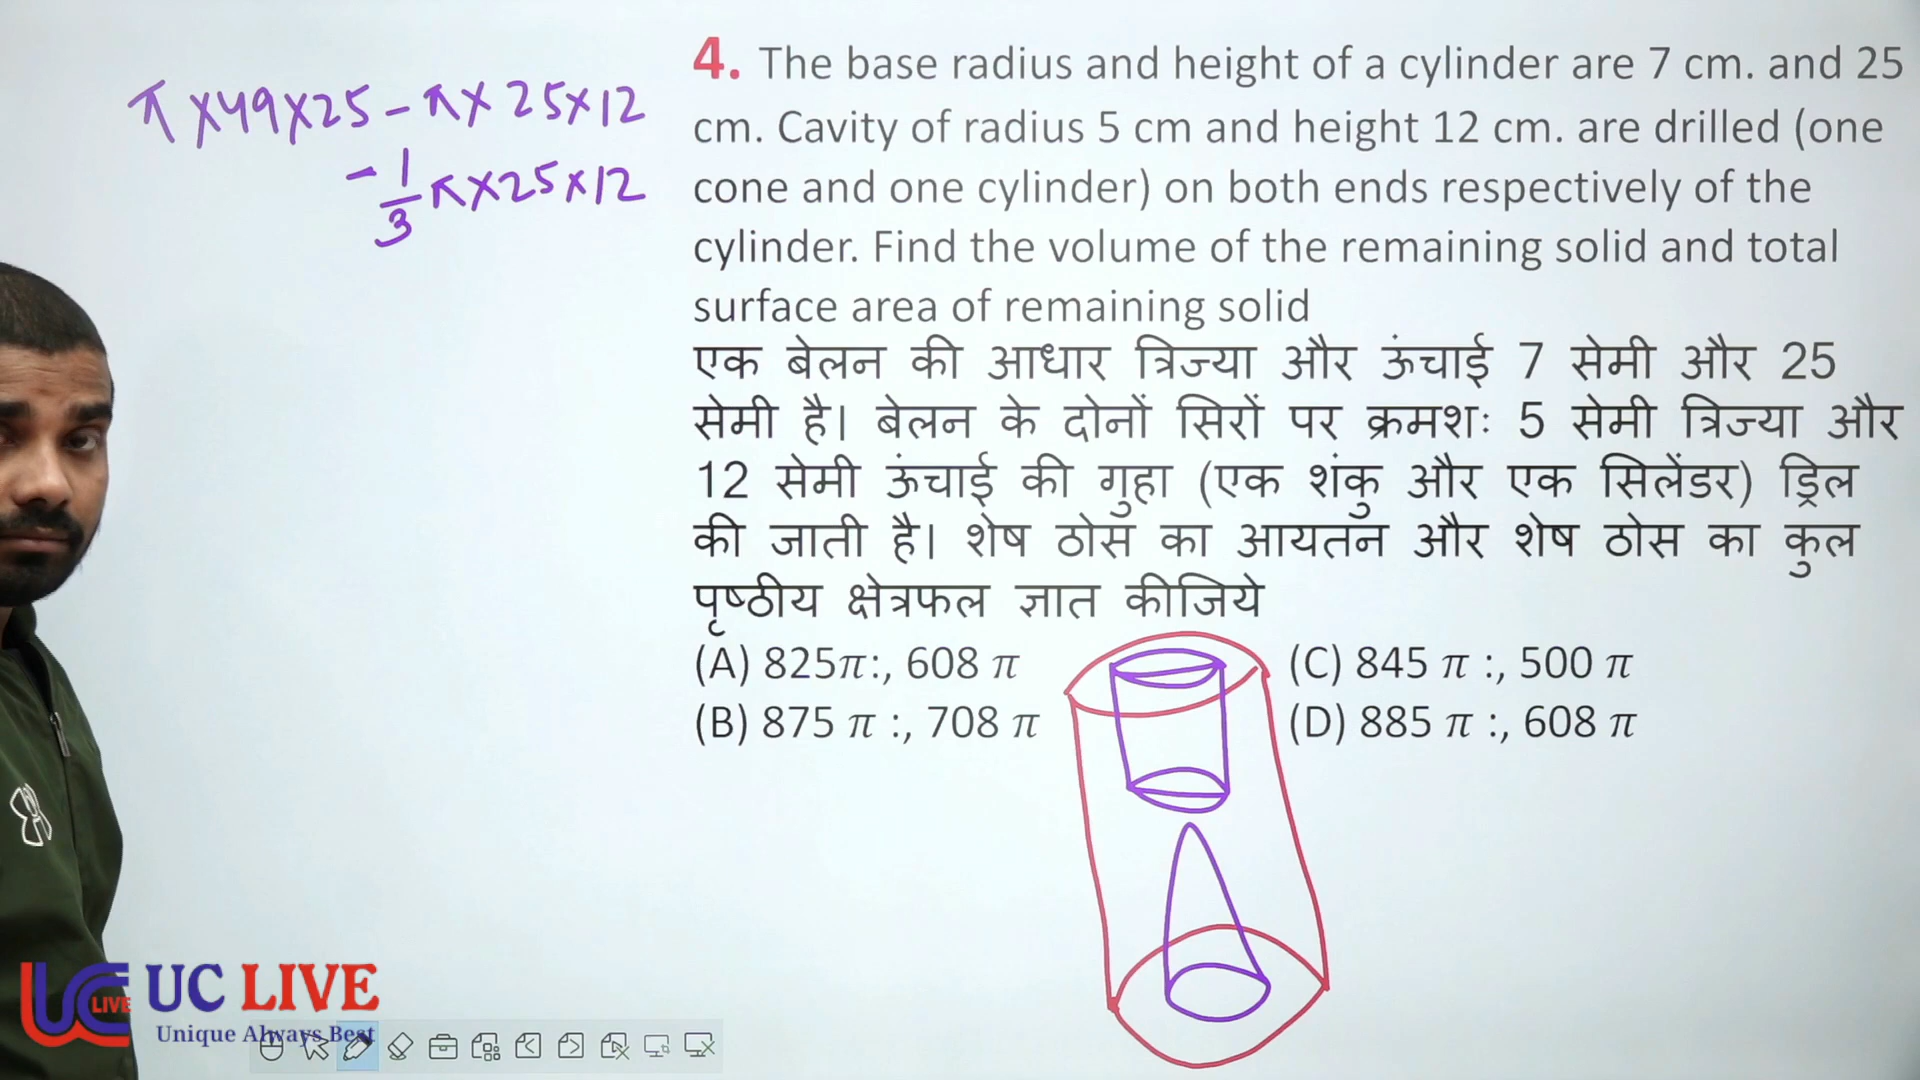 π×49×25-π×25×12
-1/3π×25×12
4. The base radius and height of a cylinder are 7 cm. and 25
cm. Cavity of radius 5 cm and height 12 cm. are drilled (one
cone and one cylinder) on both ends respectively of the
cylinder. Find the volume of the remaining solid and total
surface area of remaining solid
एक बेलन की आधार त्रिज्या और ऊंचाई 7 सेमी और 25
सेमी है। बेलन के दोनों सिरों पर क्रमशः 5 सेमी त्रिज्या और
12 सेमी ऊंचाई की गुहा (एक शंकु और एक सिलेंडर) ड्रिल
की जाती है। शेष ठोस का आयतन और शेष ठोस का कुल
पृष्ठीय क्षेत्रफल ज्ञात कीजिये
(A) 825π:, 608 π
(C) 845 π :, 500 π
(B) 875 π :, 708 π
(D) 885 π :, 608 π
UC LIVE
UC LIVE
Unique Always Best